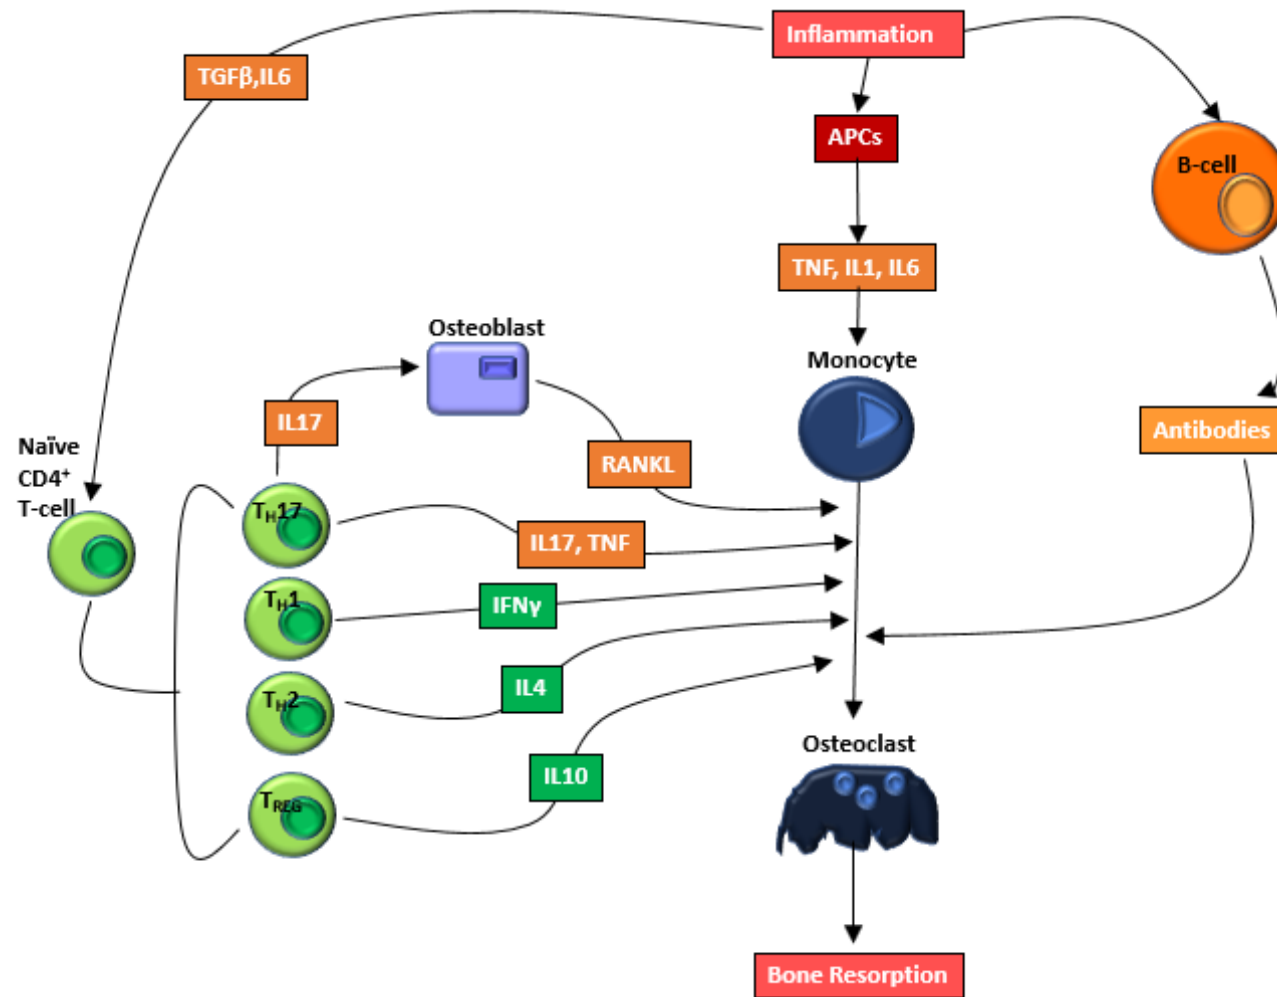 Inflammation
TGFβ,IL6
APCs
B-cell
TNF, IL1, IL6
Osteoblast
Monocyte
IL17
Antibodies
Naïve
CD4⁺
T-cell
RANKL
TH17
IL17, TNF
TH1
IFNγ
TH2
IL4
Osteoclast
IL10
TREG
Bone Resorption